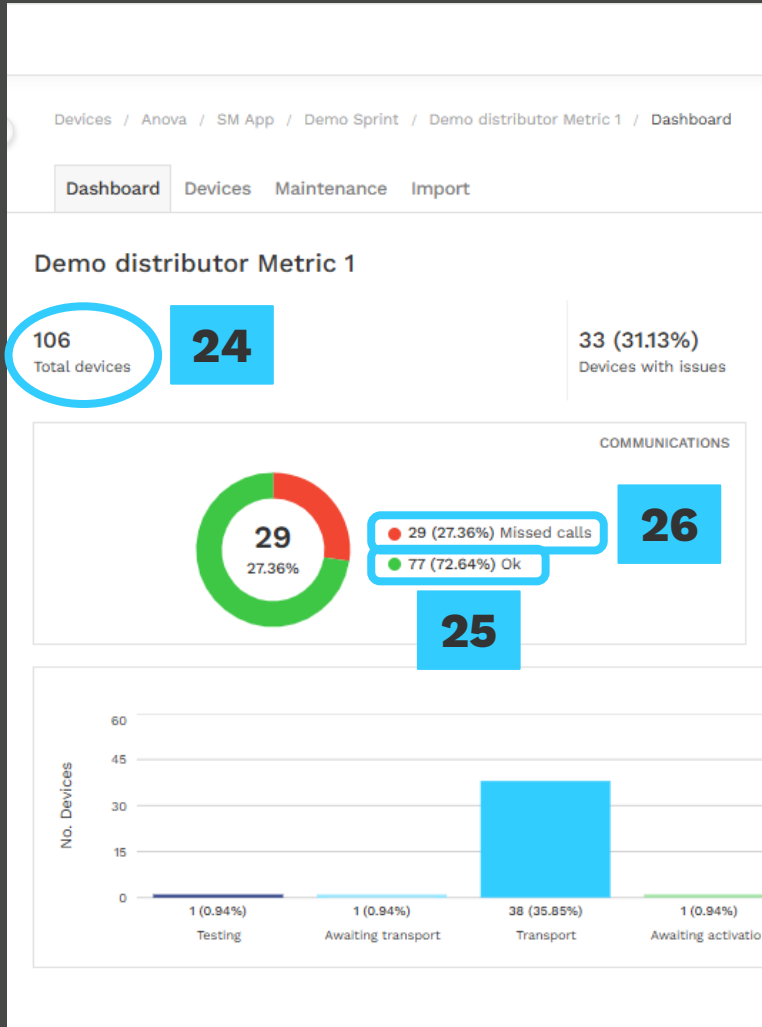 Devices / Anova / SM App / Demo Sprint / Demo distributor Metric 1 / Dashboard
Dashboard Devices Maintenance Import
Demo distributor Metric 1
106
Total devices
24
33 (31.13%)
Devices with issues
COMMUNICATIONS
29
27.36%
29 (27.36%) Missed calls
77 (72.64%) Ok
26
25
No. Devices
60
45
30
15
0
1 (0.94%)
Testing
1 (0.94%)
Awaiting transport
38 (35.85%)
Transport
1 (0.94%)
Awaiting activatio